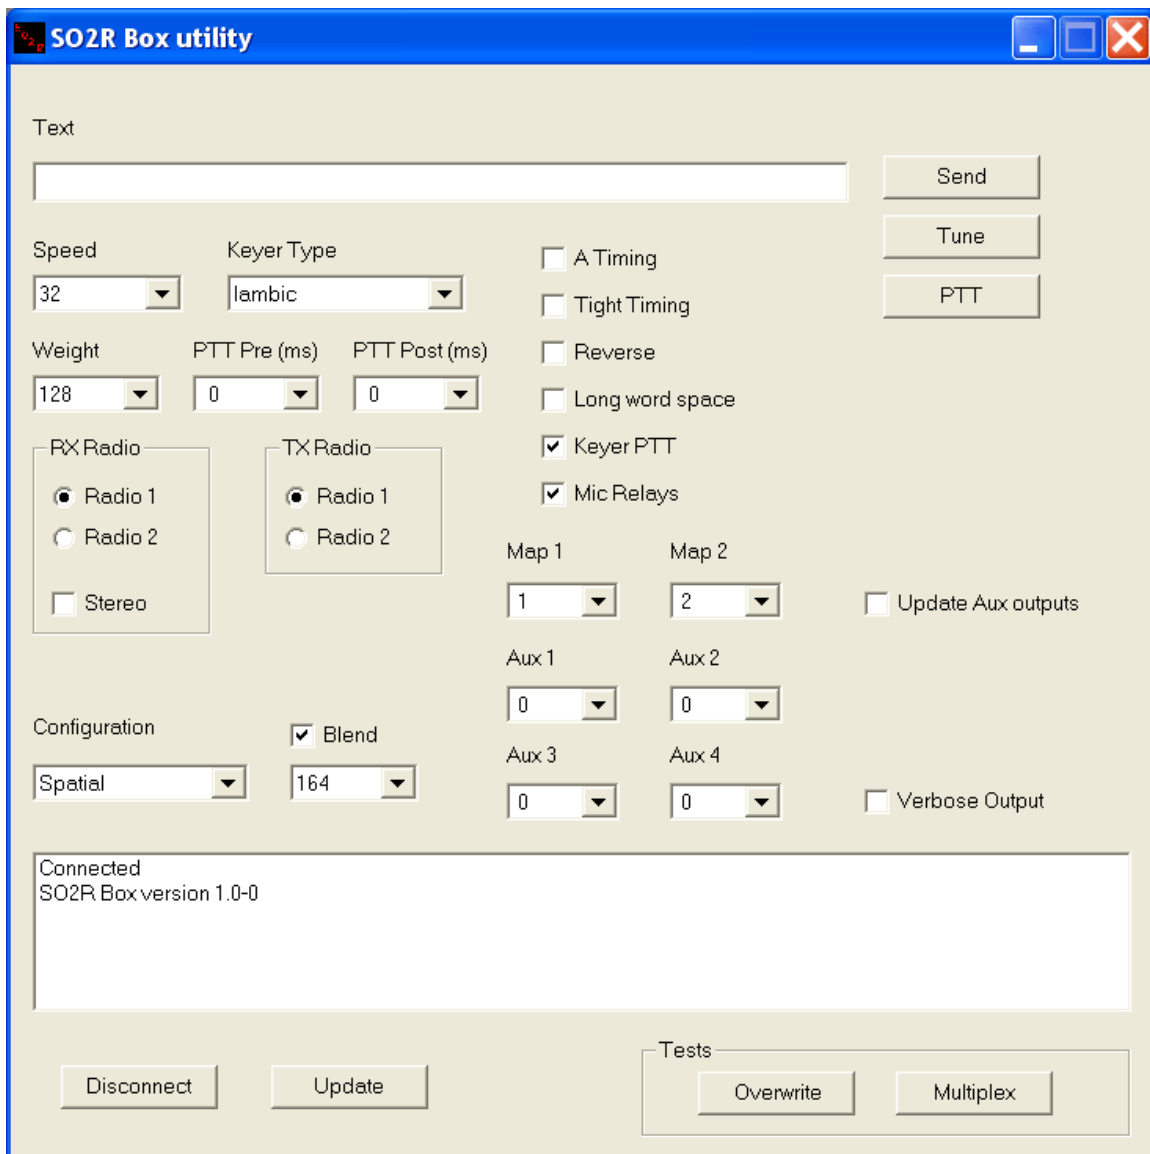 SO2R Box utility
Text
Send
Tune
PTT
Speed
Keyer Type
32
Iambic
A Timing
Tight Timing
Reverse
Long word space
Keyer PTT
Mic Relays
Weight
PTT Pre (ms)
PTT Post (ms)
128
0
0
RX Radio
Radio 1
Radio 2
Stereo
TX Radio
Radio 1
Radio 2
Map 1
Map 2
1
2
Update Aux outputs
Aux 1
Aux 2
0
0
Configuration
Blend
Spatial
164
Aux 3
Aux 4
0
0
Verbose Output
Connected
SO2R Box version 1.0-0
Disconnect
Update
Tests
Overwrite
Multiplex